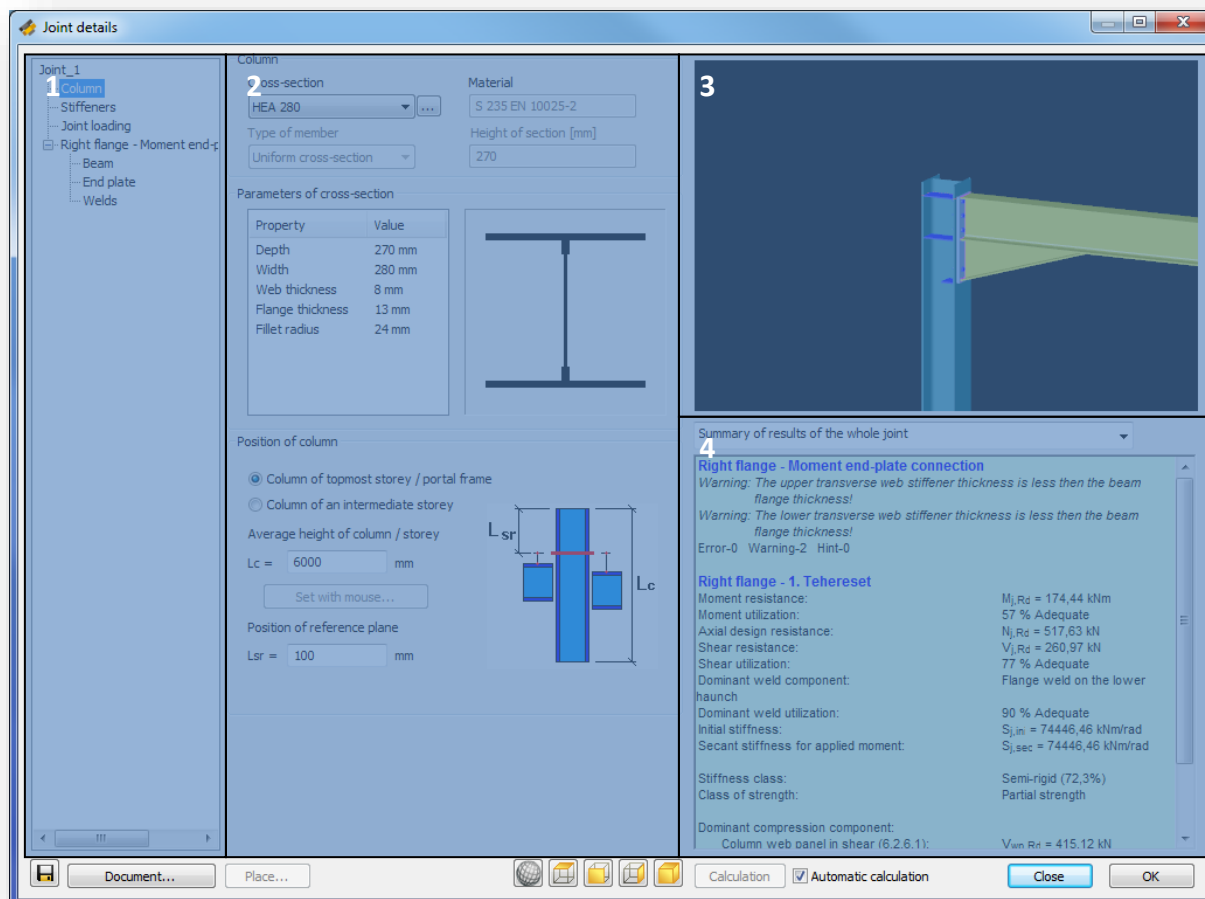 Joint details
1
Joint_1
Column
Stiffeners
Joint loading
Right flange - Moment end-p
Beam
End plate
Welds
2
Column
Cross-section
Material
HEA 280
...
S 235 EN 10025-2
Type of member
Height of section [mm]
Uniform cross-section
270
Parameters of cross-section
Property Value
Depth 270 mm
Width 280 mm
Web thickness 8 mm
Flange thickness 13 mm
Fillet radius 24 mm
Position of column
Column of topmost storey / portal frame
Column of an intermediate storey
Average height of column / storey
Lc = 6000 mm
Set with mouse...
Position of reference plane
Lsr = 100 mm
Lsr
Lc
3
4
Summary of results of the whole joint
Right flange - Moment end-plate connection
Warning: The upper transverse web stiffener thickness is less then the beam
flange thickness!
Warning: The lower transverse web stiffener thickness is less then the beam
flange thickness!
Error-0 Warning-2 Hint-0
Right flange - 1. Tehereset
Moment resistance: Mj,Rd = 174,44 kNm
Moment utilization: 57 % Adequate
Axial design resistance: Nj,Rd = 517,63 kN
Shear resistance: Vj,Rd = 260,97 kN
Shear utilization: 77 % Adequate
Dominant weld component: Flange weld on the lower
haunch
Dominant weld utilization: 90 % Adequate
Initial stiffness: Sj,ini = 74446,46 kNm/rad
Secant stiffness for applied moment: Sj,sec = 74446,46 kNm/rad
Stiffness class: Semi-rigid (72,3%)
Class of strength: Partial strength
Dominant compression component:
Column web panel in shear (6.2.6.1): Vwp,Rd = 415,12 kN
Document...
Place...
Calculation
Automatic calculation
Close
OK